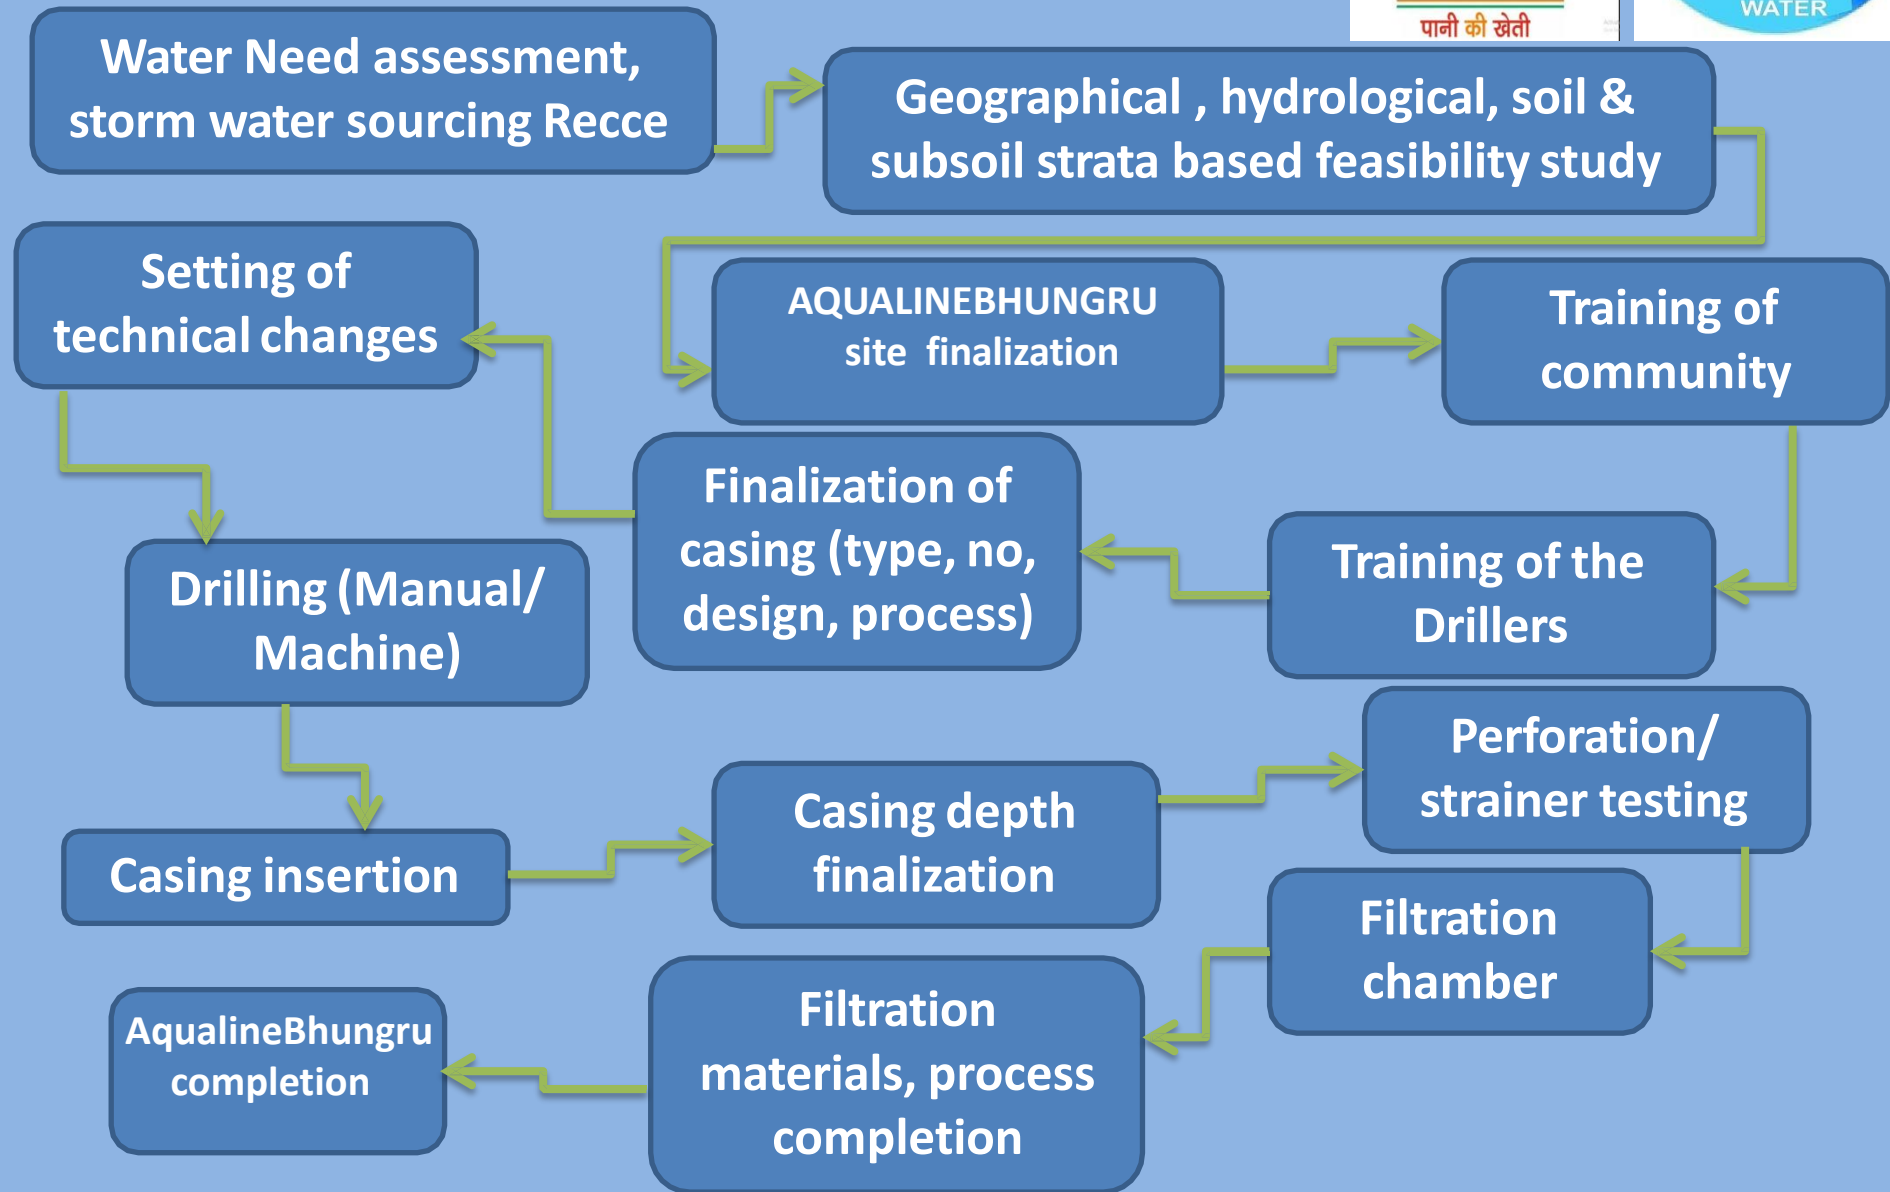 पानी की खेती
WATER
Water Need assessment,
storm water sourcing Recce
Geographical , hydrological, soil &
subsoil strata based feasibility study
AQUALINEBHUNGRU
site finalization
Training of
community
Training of the
Drillers
Finalization of
casing (type, no,
design, process)
Setting of
technical changes
Drilling (Manual/
Machine)
Casing insertion
Casing depth
finalization
Perforation/
strainer testing
Filtration
chamber
Filtration
materials, process
completion
AqualineBhungru
completion